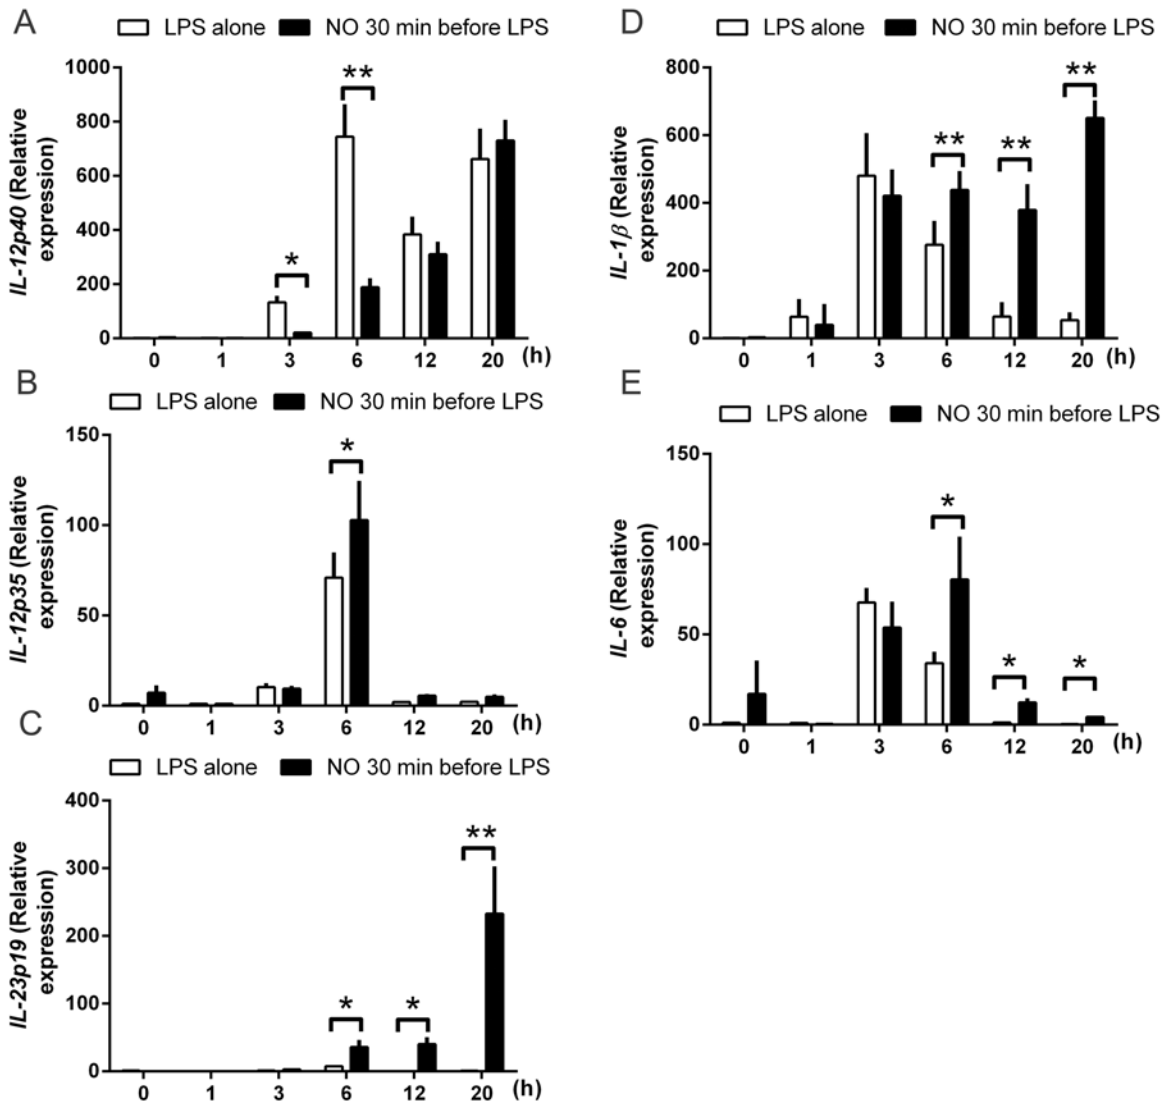 A
LPS alone NO 30 min before LPS
IL-12p40 (Relative
expression)
1000
800
600
400
200
0
*
**
0 1 3 6 12 20 (h)
B
LPS alone NO 30 min before LPS
IL-12p35 (Relative
expression)
150
100
50
0
*
0 1 3 6 12 20 (h)
C
LPS alone NO 30 min before LPS
IL-23p19 (Relative
expression)
400
300
200
100
0
*
*
**
0 1 3 6 12 20 (h)
D
LPS alone NO 30 min before LPS
IL-1β (Relative
expression)
800
600
400
200
0
**
**
**
0 1 3 6 12 20 (h)
E
LPS alone NO 30 min before LPS
IL-6 (Relative
expression)
150
100
50
0
*
*
*
0 1 3 6 12 20 (h)